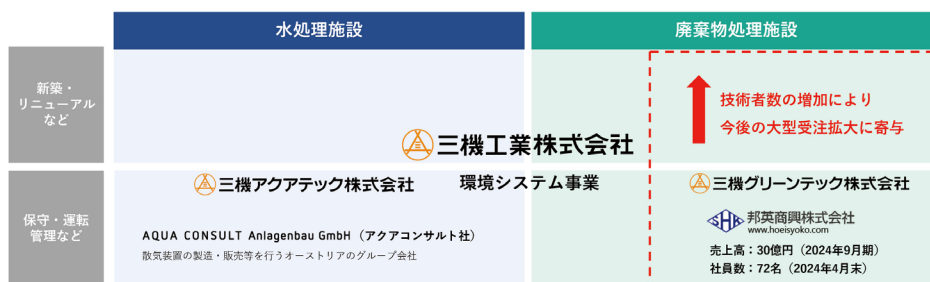 水処理施設
廃棄物処理施設
新築・
リニューアル
など
技術者数の増加により
今後の大型受注拡大に寄与
三機工業株式会社
環境システム事業
保守・運転
管理など
三機アクアテック株式会社
AQUA CONSULT Anlagenbau GmbH（アクアコンサルト社）
散気装置の製造・販売等を行うオーストリアのグループ会社
三機グリーンテック株式会社
SHK 邦英商興株式会社
www.hoeisyoko.com
売上高：30億円（2024年9月期）
社員数：72名（2024年4月末）